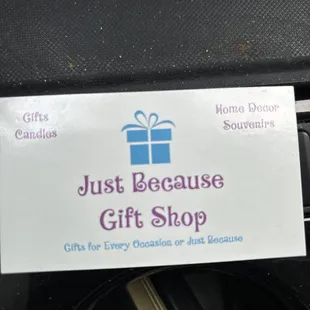 Gifts
Candles
Home Decor
Souvenirs
Just Because
Gift Shop
Gifts for Every Occasion or Just Because